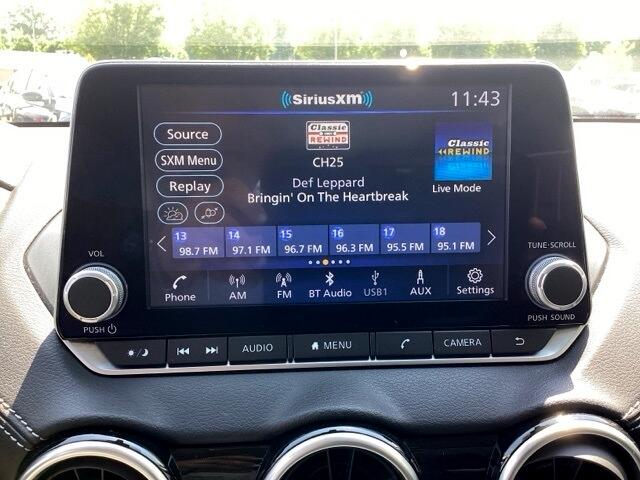 SiriusXM
11:43
Source
SXM Menu
Replay
Classic
REWIND
CH25
Def Leppard
Bringin' On The Heartbreak
Classic
REWIND
Live Mode
13 14 15 16 17 18
98.7 FM 97.1 FM 96.7 FM 96.3 FM 95.5 FM 95.1 FM
Phone AM FM BT Audio USB1 AUX Settings
VOL
PUSH
TUNE·SCROLL
PUSH SOUND
AUDIO MENU CAMERA